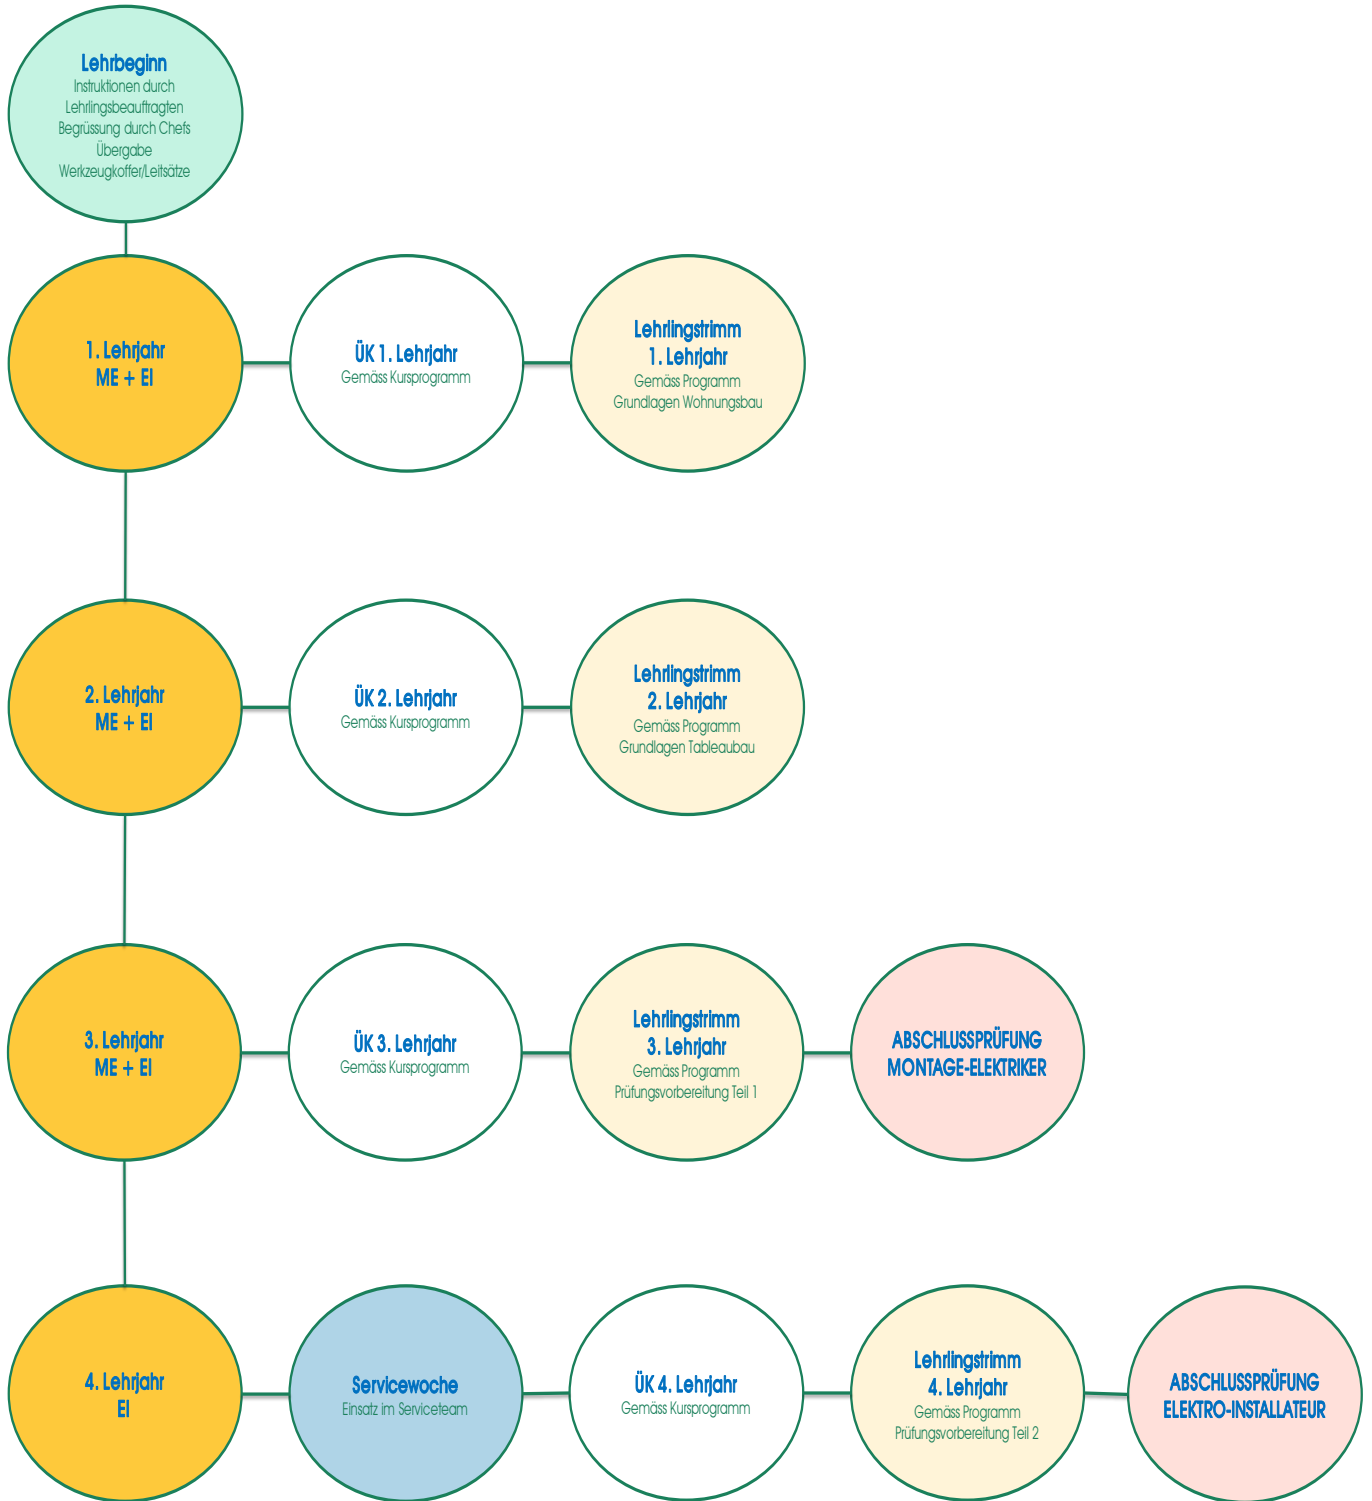 Lehrbeginn
Instruktionen durch
Lehrlingsbeauftragten
Begrüssung durch Chefs
Übergabe
Werkzeugkoffer/Leitsätze
1. Lehrjahr
ME + EI
ÜK 1. Lehrjahr
Gemäss Kursprogramm
Lehrlingstrimm
1. Lehrjahr
Gemäss Programm
Grundlagen Wohnungsbau
2. Lehrjahr
ME + EI
ÜK 2. Lehrjahr
Gemäss Kursprogramm
Lehrlingstrimm
2. Lehrjahr
Gemäss Programm
Grundlagen Tableaubau
3. Lehrjahr
ME + EI
ÜK 3. Lehrjahr
Gemäss Kursprogramm
Lehrlingstrimm
3. Lehrjahr
Gemäss Programm
Prüfungsvorbereitung Teil 1
ABSCHLUSSPRÜFUNG
MONTAGE-ELEKTRIKER
4. Lehrjahr
EI
Servicewoche
Einsatz im Serviceteam
ÜK 4. Lehrjahr
Gemäss Kursprogramm
Lehrlingstrimm
4. Lehrjahr
Gemäss Programm
Prüfungsvorbereitung Teil 2
ABSCHLUSSPRÜFUNG
ELEKTRO-INSTALLATEUR